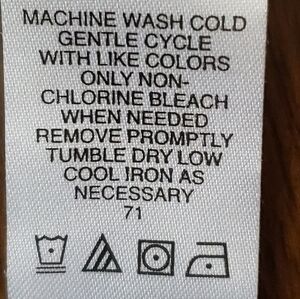 MACHINE WASH COLD
GENTLE CYCLE
WITH LIKE COLORS
ONLY NON-
CHLORINE BLEACH
WHEN NEEDED
REMOVE PROMPTLY
TUMBLE DRY LOW
COOL IRON AS
NECESSARY
71